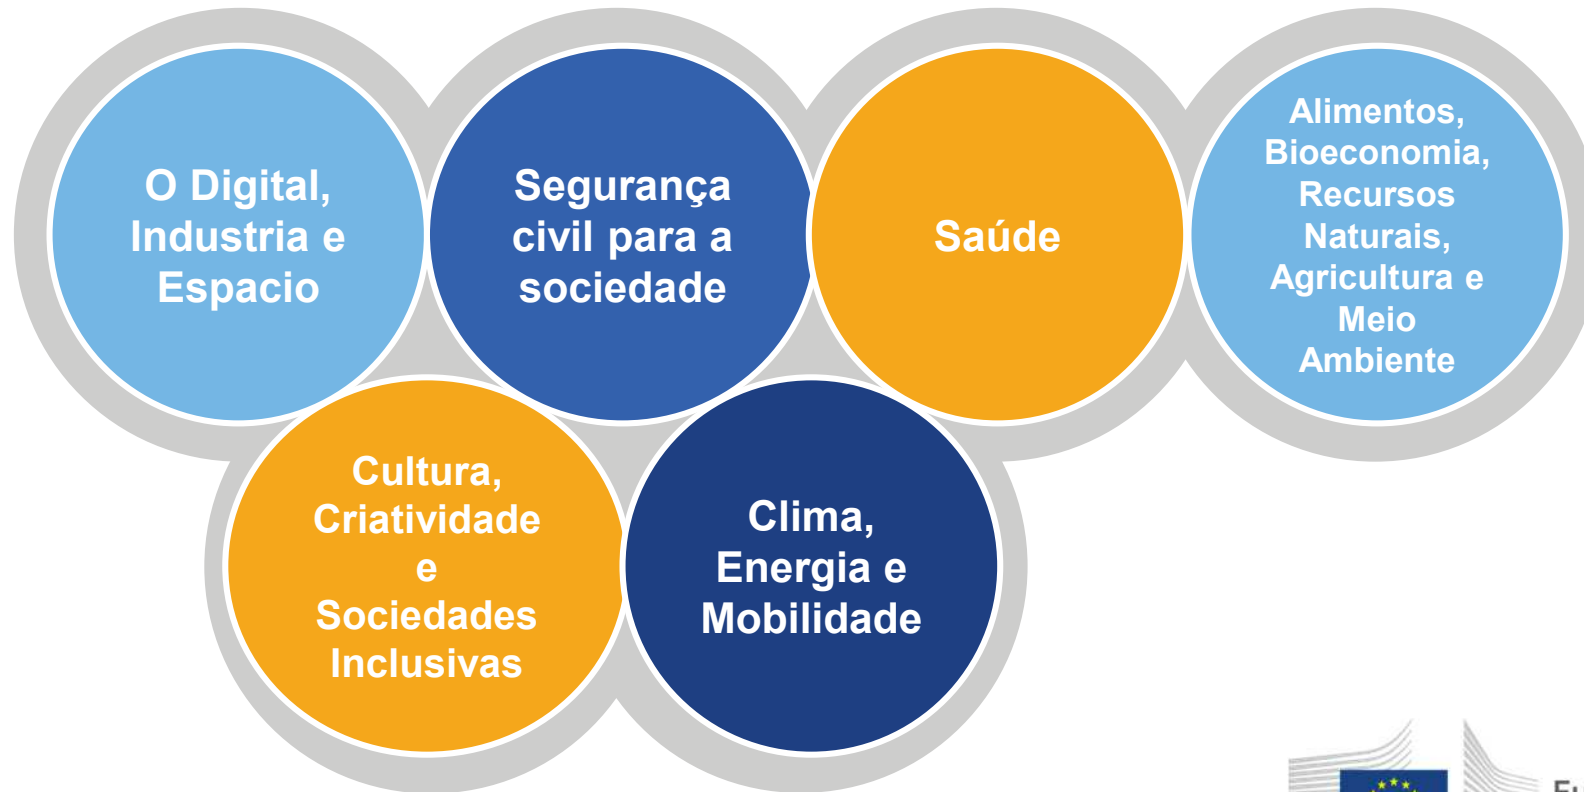 O Digital,
Industria e
Espacio
Segurança
civil para a
sociedade
Saúde
Alimentos,
Bioeconomia,
Recursos
Naturais,
Agricultura e
Meio
Ambiente
Cultura,
Criatividade
e
Sociedades
Inclusivas
Clima,
Energia e
Mobilidade